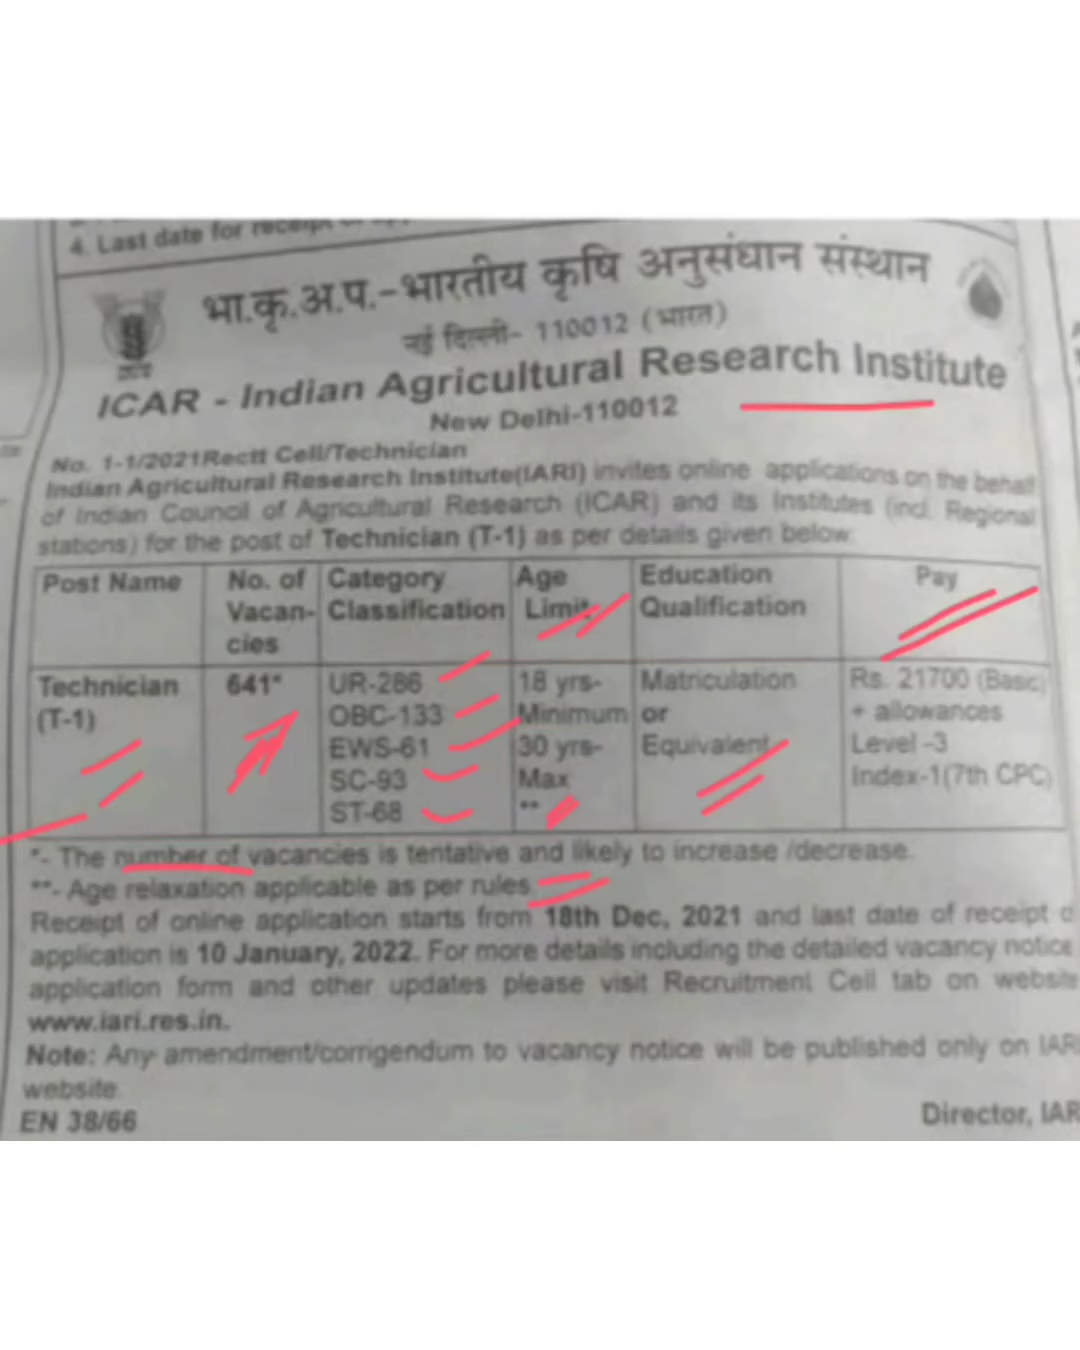 4. Last date for receipt
भा.कृ.अ.प.-भारतीय कृषि अनुसंधान संस्थान
नई दिल्ली- 110012 (भारत)
ICAR - Indian Agricultural Research Institute
New Delhi-110012
No. 1-1/2021Rectt Cell/Technician
Indian Agricultural Research Institute(IARI) invites online applications on the behalf
of Indian Council of Agricultural Research (ICAR) and its Institutes (incl. Regional
stations) for the post of Technician (T-1) as per details given below:
Post Name
No. of Vacan-
cies
Category
Classification
Age
Limit
Education
Qualification
Pay
Technician
(T-1)
641*
UR-286
OBC-133
EWS-61
SC-93
ST-68
18 yrs-
Minimum
30 yrs-
Max
**
Matriculation
or
Equivalent
Rs. 21700 (Basic)
+ allowances
Level -3
Index-1(7th CPC)
*- The number of vacancies is tentative and likely to increase /decrease.
**- Age relaxation applicable as per rules.
Receipt of online application starts from 18th Dec, 2021 and last date of receipt o
application is 10 January, 2022. For more details including the detailed vacancy notice
application form and other updates please visit Recruitment Cell tab on website
www.iari.res.in.
Note: Any amendment/corrigendum to vacancy notice will be published only on IARI
website.
EN 38/66
Director, IAR